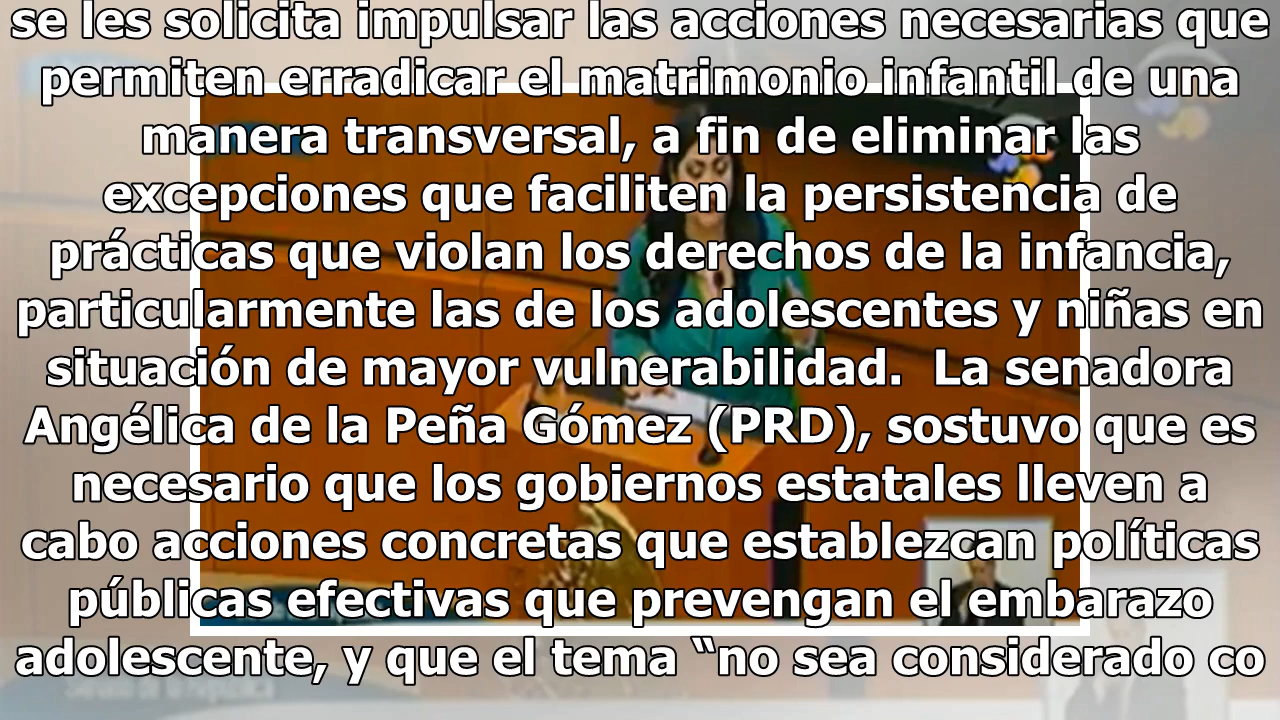 se les solicita impulsar las acciones necesarias que
permiten erradicar el matrimonio infantil de una
manera transversal, a fin de eliminar las
excepciones que faciliten la persistencia de
prácticas que violan los derechos de la infancia,
particularmente las de los adolescentes y niñas en
situación de mayor vulnerabilidad.  La senadora
Angélica de la Peña Gómez (PRD), sostuvo que es
necesario que los gobiernos estatales lleven a
cabo acciones concretas que establezcan políticas
públicas efectivas que prevengan el embarazo
adolescente, y que el tema “no sea considerado co